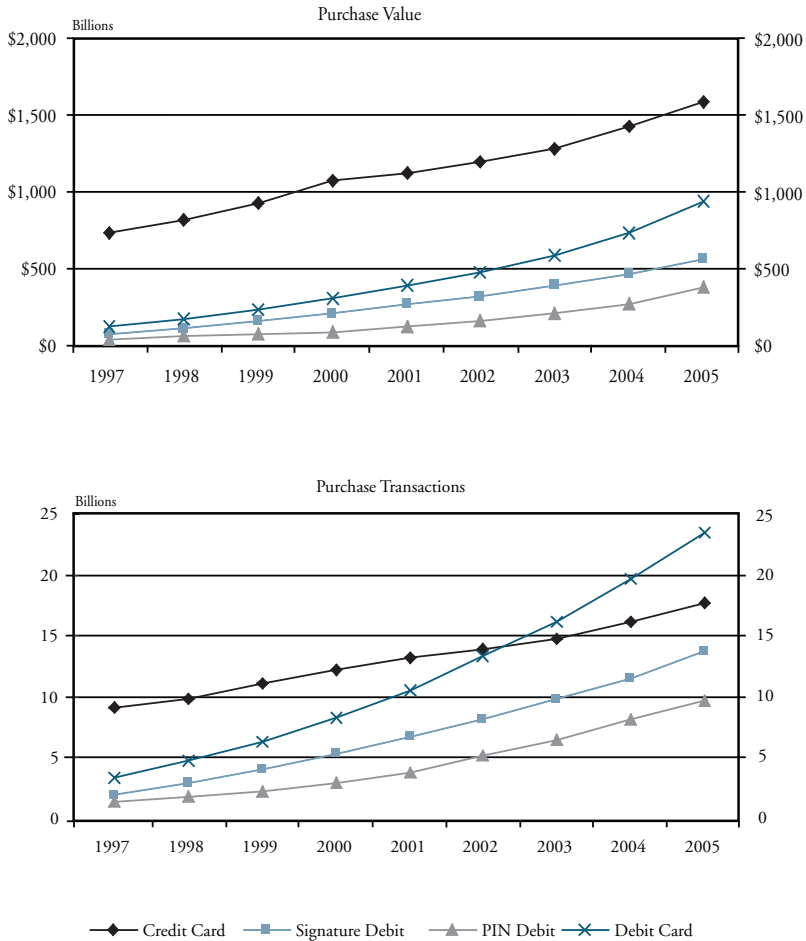 Purchase Value
Billions
$2,000 $2,000
$1,500 $1,500
$1,000 $1,000
$500 $500
$0 $0
1997 1998 1999 2000 2001 2002 2003 2004 2005
Purchase Transactions
Billions
25 25
20 20
15 15
10 10
5 5
0 0
1997 1998 1999 2000 2001 2002 2003 2004 2005
Credit Card Signature Debit PIN Debit Debit Card